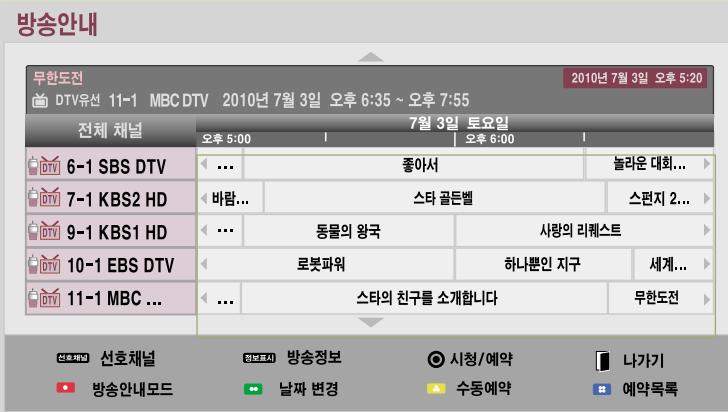 방송안내
무한도전
2010년 7월 3일 오후 5:20
DTV유선 11-1 MBC DTV 2010년 7월 3일 오후 6:35 ~ 오후 7:55
전체 채널
7월 3일 토요일
오후 5:00 오후 6:00
DTV 6-1 SBS DTV ... 좋아서 놀라운 대회...
DTV 7-1 KBS2 HD 바람... 스타 골든벨 스펀지 2...
DTV 9-1 KBS1 HD ... 동물의 왕국 사랑의 리퀘스트
DTV 10-1 EBS DTV 로봇파워 하나뿐인 지구 세계...
DTV 11-1 MBC ... ... 스타의 친구를 소개합니다 무한도전
선호채널 선호채널 정보표시 방송정보 시청/예약 나가기
방송안내모드 날짜 변경 수동예약 예약목록